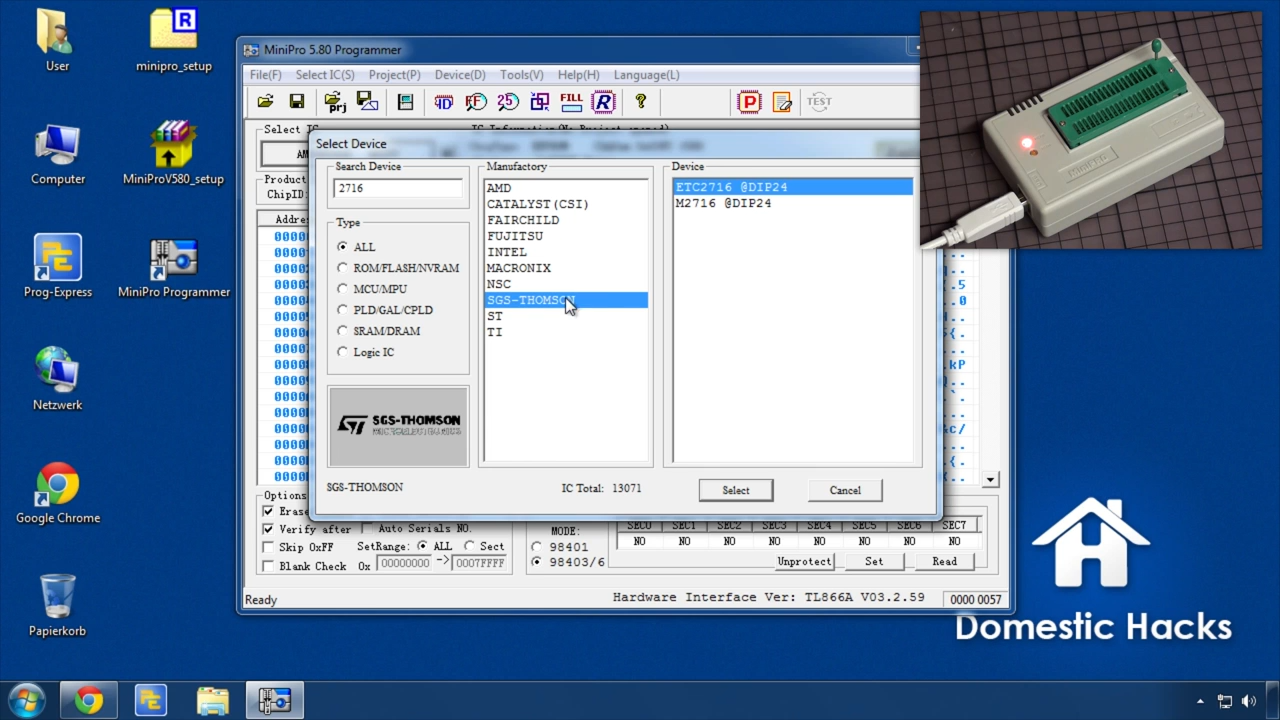 User
minipro_setup
Computer
MiniProV580_setup
Prog-Express
MiniPro Programmer
Netzwerk
Google Chrome
Papierkorb
MiniPro 5.80 Programmer
File(F) Select IC(S) Project(P) Device(D) Tools(V) Help(H) Language(L)
prj FILL R P TEST
Select Device
Search Device
2716
Type
ALL
ROM/FLASH/NVRAM
MCU/MPU
PLD/GAL/CPLD
SRAM/DRAM
Logic IC
SGS-THOMSON
SGS-THOMSON
Manufactory
AMD
CATALYST(CSI)
FAIRCHILD
FUJITSU
INTEL
MACRONIX
NSC
SGS-THOMSON
ST
TI
Device
ETC2716 @DIP24
M2716 @DIP24
IC Total: 13071
Select
Cancel
Options
Verify after
Auto Serials NO.
Skip 0xFF
SetRange: ALL Sect
Blank Check 0x 00000000 -> 0007FFFF
MODE:
98401
98403/6
SEC0 SEC1 SEC2 SEC3 SEC4 SEC5 SEC6 SEC7
NO NO NO NO NO NO NO NO
Unprotect Set Read
Ready
Hardware Interface Ver: TL866A V03.2.59
0000 0057
MINIPRO
Domestic Hacks